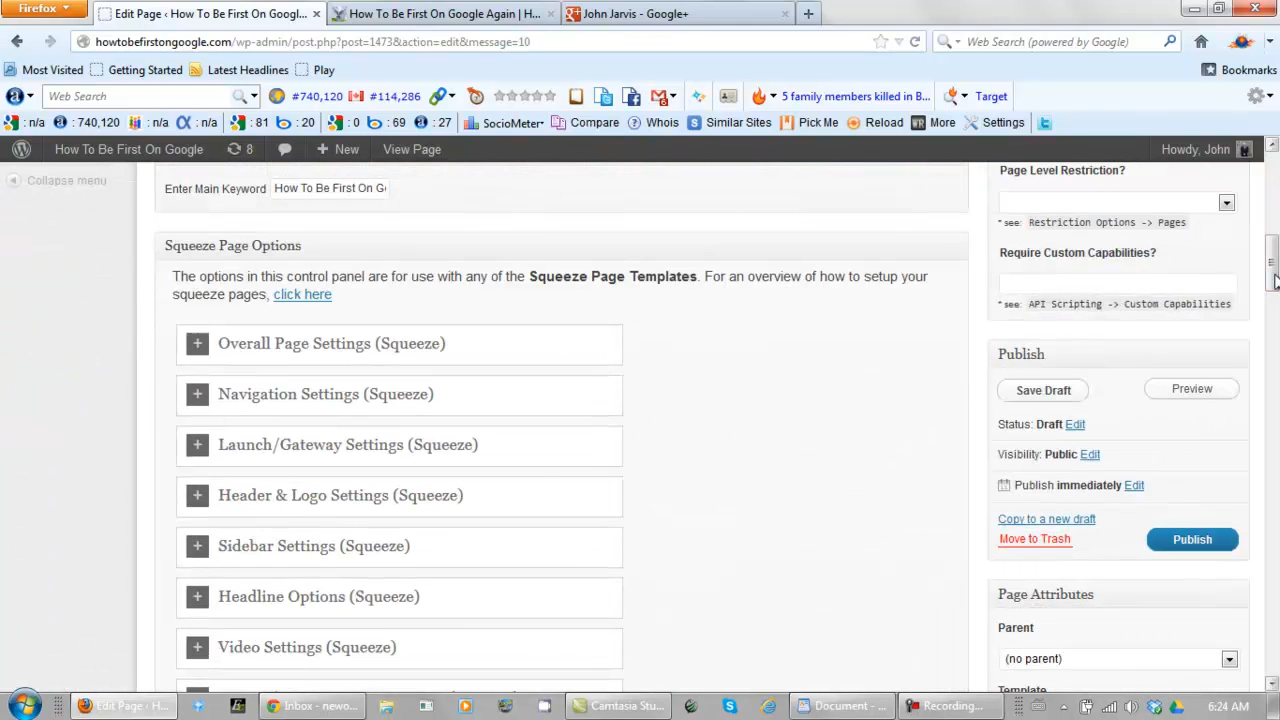 Firefox
Edit Page ‹ How To Be First On Googl...
How To Be First On Google Again | H...
John Jarvis - Google+
howtobefirstongoogle.com/wp-admin/post.php?post=1473&action=edit&message=10
Web Search (powered by Google)
Most Visited
Getting Started
Latest Headlines
Play
Bookmarks
Web Search
#740,120
#114,286
5 family members killed in B...
Target
: n/a
: 740,120
: n/a
: n/a
: 81
: 20
: 0
: 69
: 27
SocioMeter
Compare
Whois
Similar Sites
Pick Me
Reload
More
Settings
How To Be First On Google
8
New
View Page
Howdy, John
Collapse menu
Enter Main Keyword
How To Be First On G
Squeeze Page Options
The options in this control panel are for use with any of the Squeeze Page Templates. For an overview of how to setup your
squeeze pages, click here
+ Overall Page Settings (Squeeze)
+ Navigation Settings (Squeeze)
+ Launch/Gateway Settings (Squeeze)
+ Header & Logo Settings (Squeeze)
+ Sidebar Settings (Squeeze)
+ Headline Options (Squeeze)
+ Video Settings (Squeeze)
Page Level Restriction?
* see: Restriction Options -> Pages
Require Custom Capabilities?
* see: API Scripting -> Custom Capabilities
Publish
Save Draft
Preview
Status: Draft Edit
Visibility: Public Edit
Publish immediately Edit
Copy to a new draft
Move to Trash
Publish
Page Attributes
Parent
(no parent)
Template
Edit Page ‹ H...
Inbox - newo...
Camtasia Stu...
Document - ...
Recording...
6:24 AM